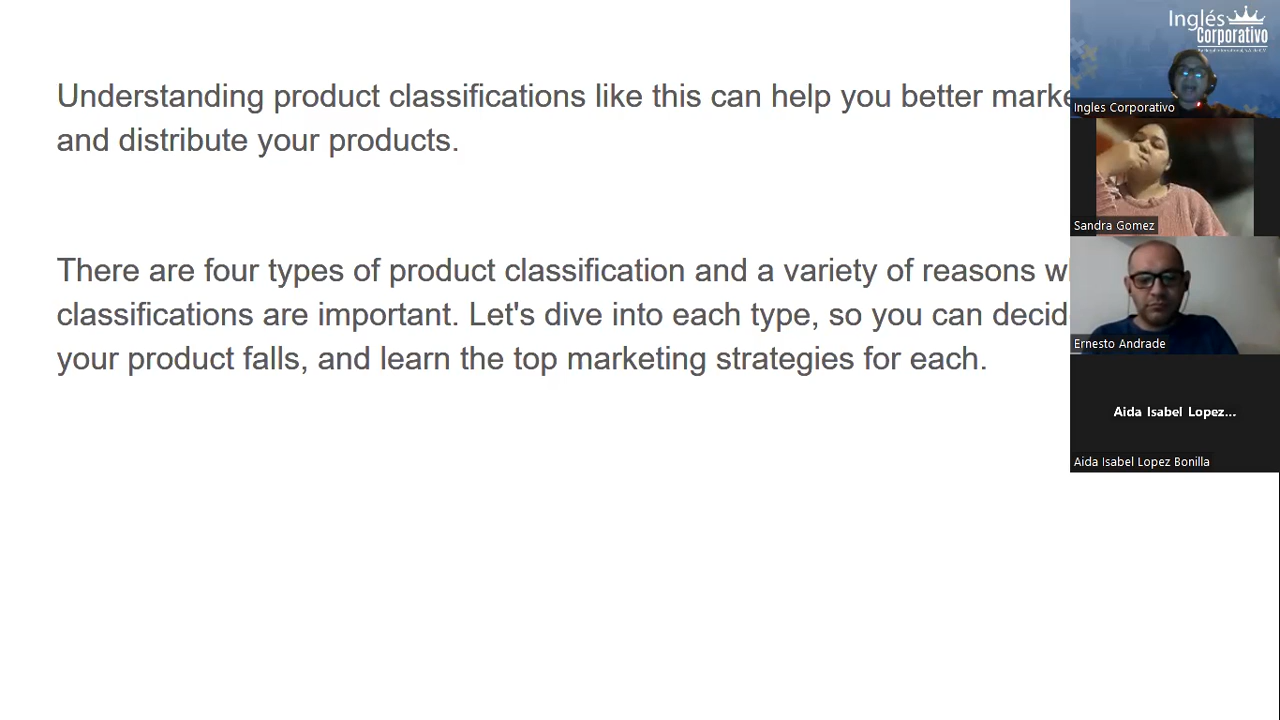 Understanding product classifications like this can help you better marke
and distribute your products.
There are four types of product classification and a variety of reasons w
classifications are important. Let's dive into each type, so you can decid
your product falls, and learn the top marketing strategies for each.
Inglés
Corporativo
Ingles Corporativo
Sandra Gomez
Ernesto Andrade
Aida Isabel Lopez...
Aida Isabel Lopez Bonilla